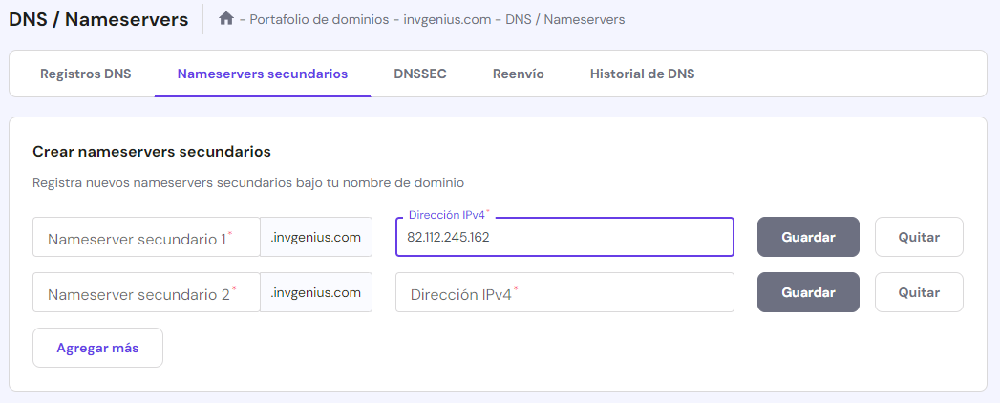 DNS / Nameservers
- Portafolio de dominios - invgenius.com - DNS / Nameservers
Registros DNS
Nameservers secundarios
DNSSEC
Reenvío
Historial de DNS
Crear nameservers secundarios
Registra nuevos nameservers secundarios bajo tu nombre de dominio
Nameserver secundario 1*
.invgenius.com
Dirección IPv4*
82.112.245.162
Guardar
Quitar
Nameserver secundario 2*
.invgenius.com
Dirección IPv4*
Guardar
Quitar
Agregar más